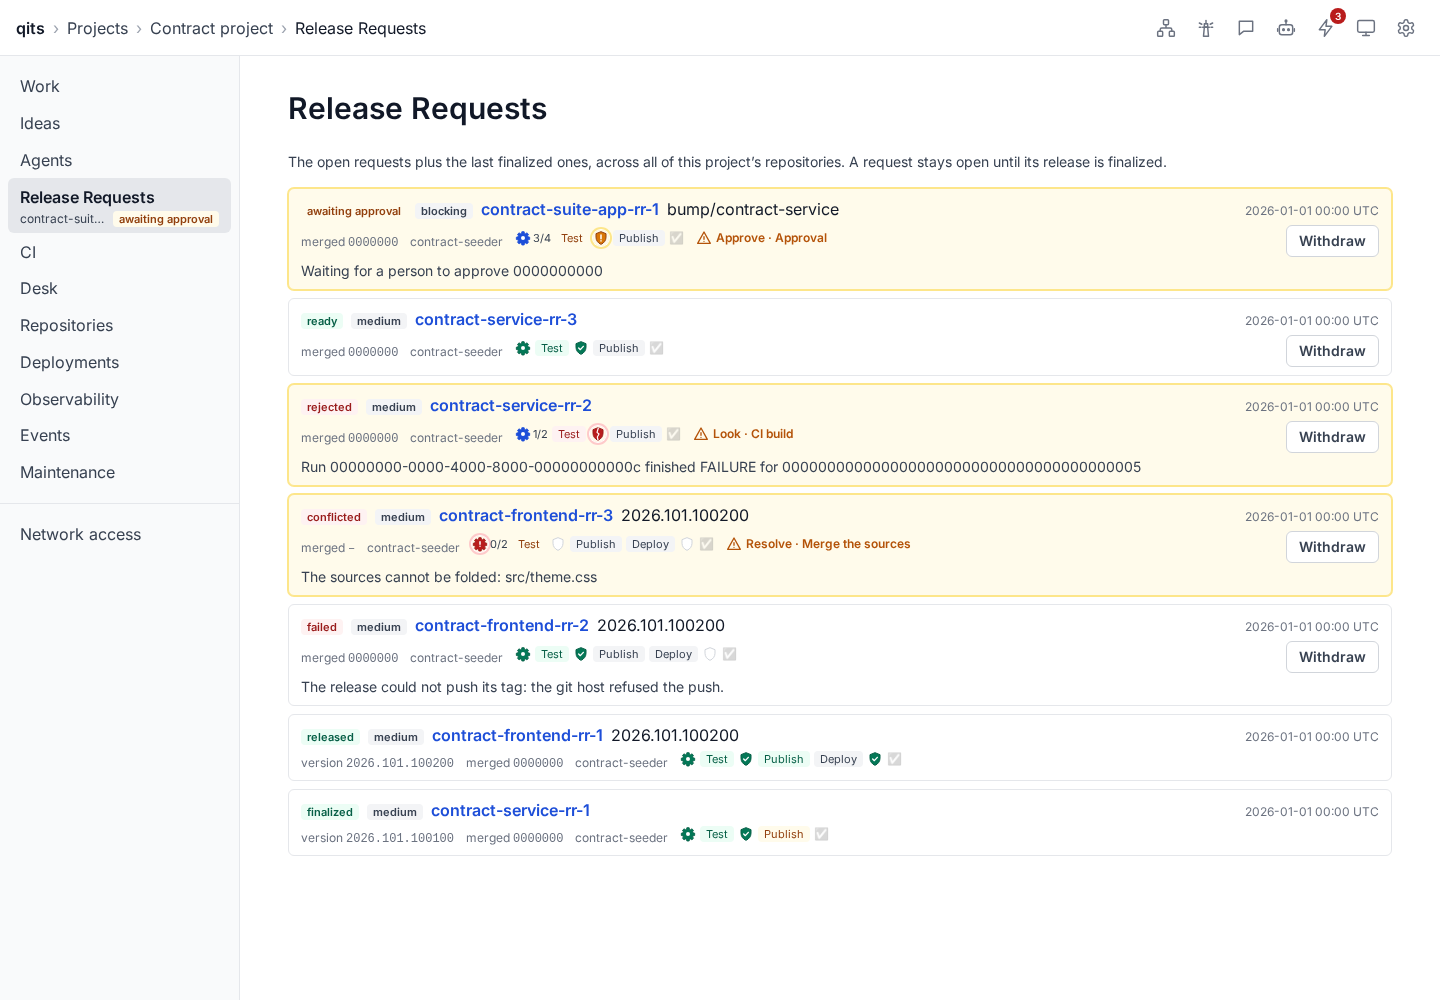 qits › Projects › Contract project › Release Requests
3
Work
Ideas
Agents
Release Requests
contract-suit... awaiting approval
CI
Desk
Repositories
Deployments
Observability
Events
Maintenance
Network access
Release Requests
The open requests plus the last finalized ones, across all of this project's repositories. A request stays open until its release is finalized.
awaiting approval blocking contract-suite-app-rr-1 bump/contract-service 2026-01-01 00:00 UTC
merged 0000000 contract-seeder 3/4 Test Publish Approve · Approval Withdraw
Waiting for a person to approve 0000000000
ready medium contract-service-rr-3 2026-01-01 00:00 UTC
merged 0000000 contract-seeder Test Publish Withdraw
rejected medium contract-service-rr-2 2026-01-01 00:00 UTC
merged 0000000 contract-seeder 1/2 Test Publish Look · CI build Withdraw
Run 00000000-0000-4000-8000-00000000000c finished FAILURE for 0000000000000000000000000000000000000005
conflicted medium contract-frontend-rr-3 2026.101.100200 2026-01-01 00:00 UTC
merged – contract-seeder 0/2 Test Publish Deploy Resolve · Merge the sources Withdraw
The sources cannot be folded: src/theme.css
failed medium contract-frontend-rr-2 2026.101.100200 2026-01-01 00:00 UTC
merged 0000000 contract-seeder Test Publish Deploy Withdraw
The release could not push its tag: the git host refused the push.
released medium contract-frontend-rr-1 2026.101.100200 2026-01-01 00:00 UTC
version 2026.101.100200 merged 0000000 contract-seeder Test Publish Deploy
finalized medium contract-service-rr-1 2026-01-01 00:00 UTC
version 2026.101.100100 merged 0000000 contract-seeder Test Publish